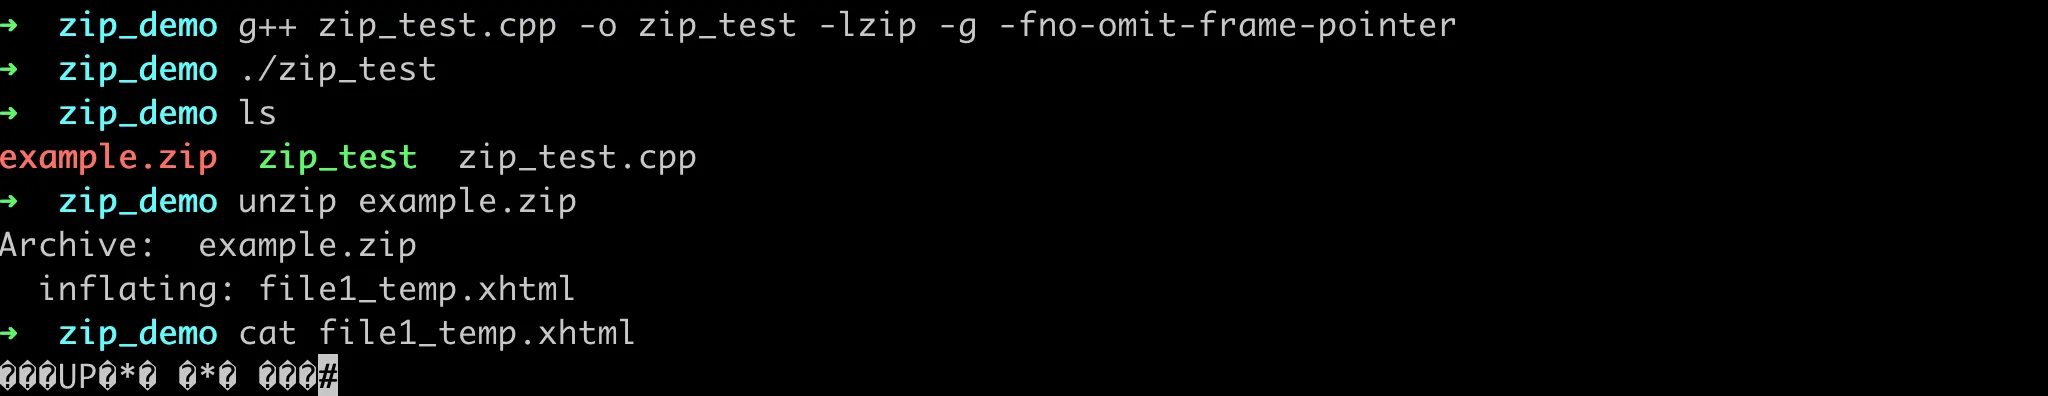 ➜ zip_demo g++ zip_test.cpp -o zip_test -lzip -g -fno-omit-frame-pointer
➜ zip_demo ./zip_test
➜ zip_demo ls
example.zip zip_test zip_test.cpp
➜ zip_demo unzip example.zip
Archive: example.zip
inflating: file1_temp.xhtml
➜ zip_demo cat file1_temp.xhtml
���UP�*� �*� ���#